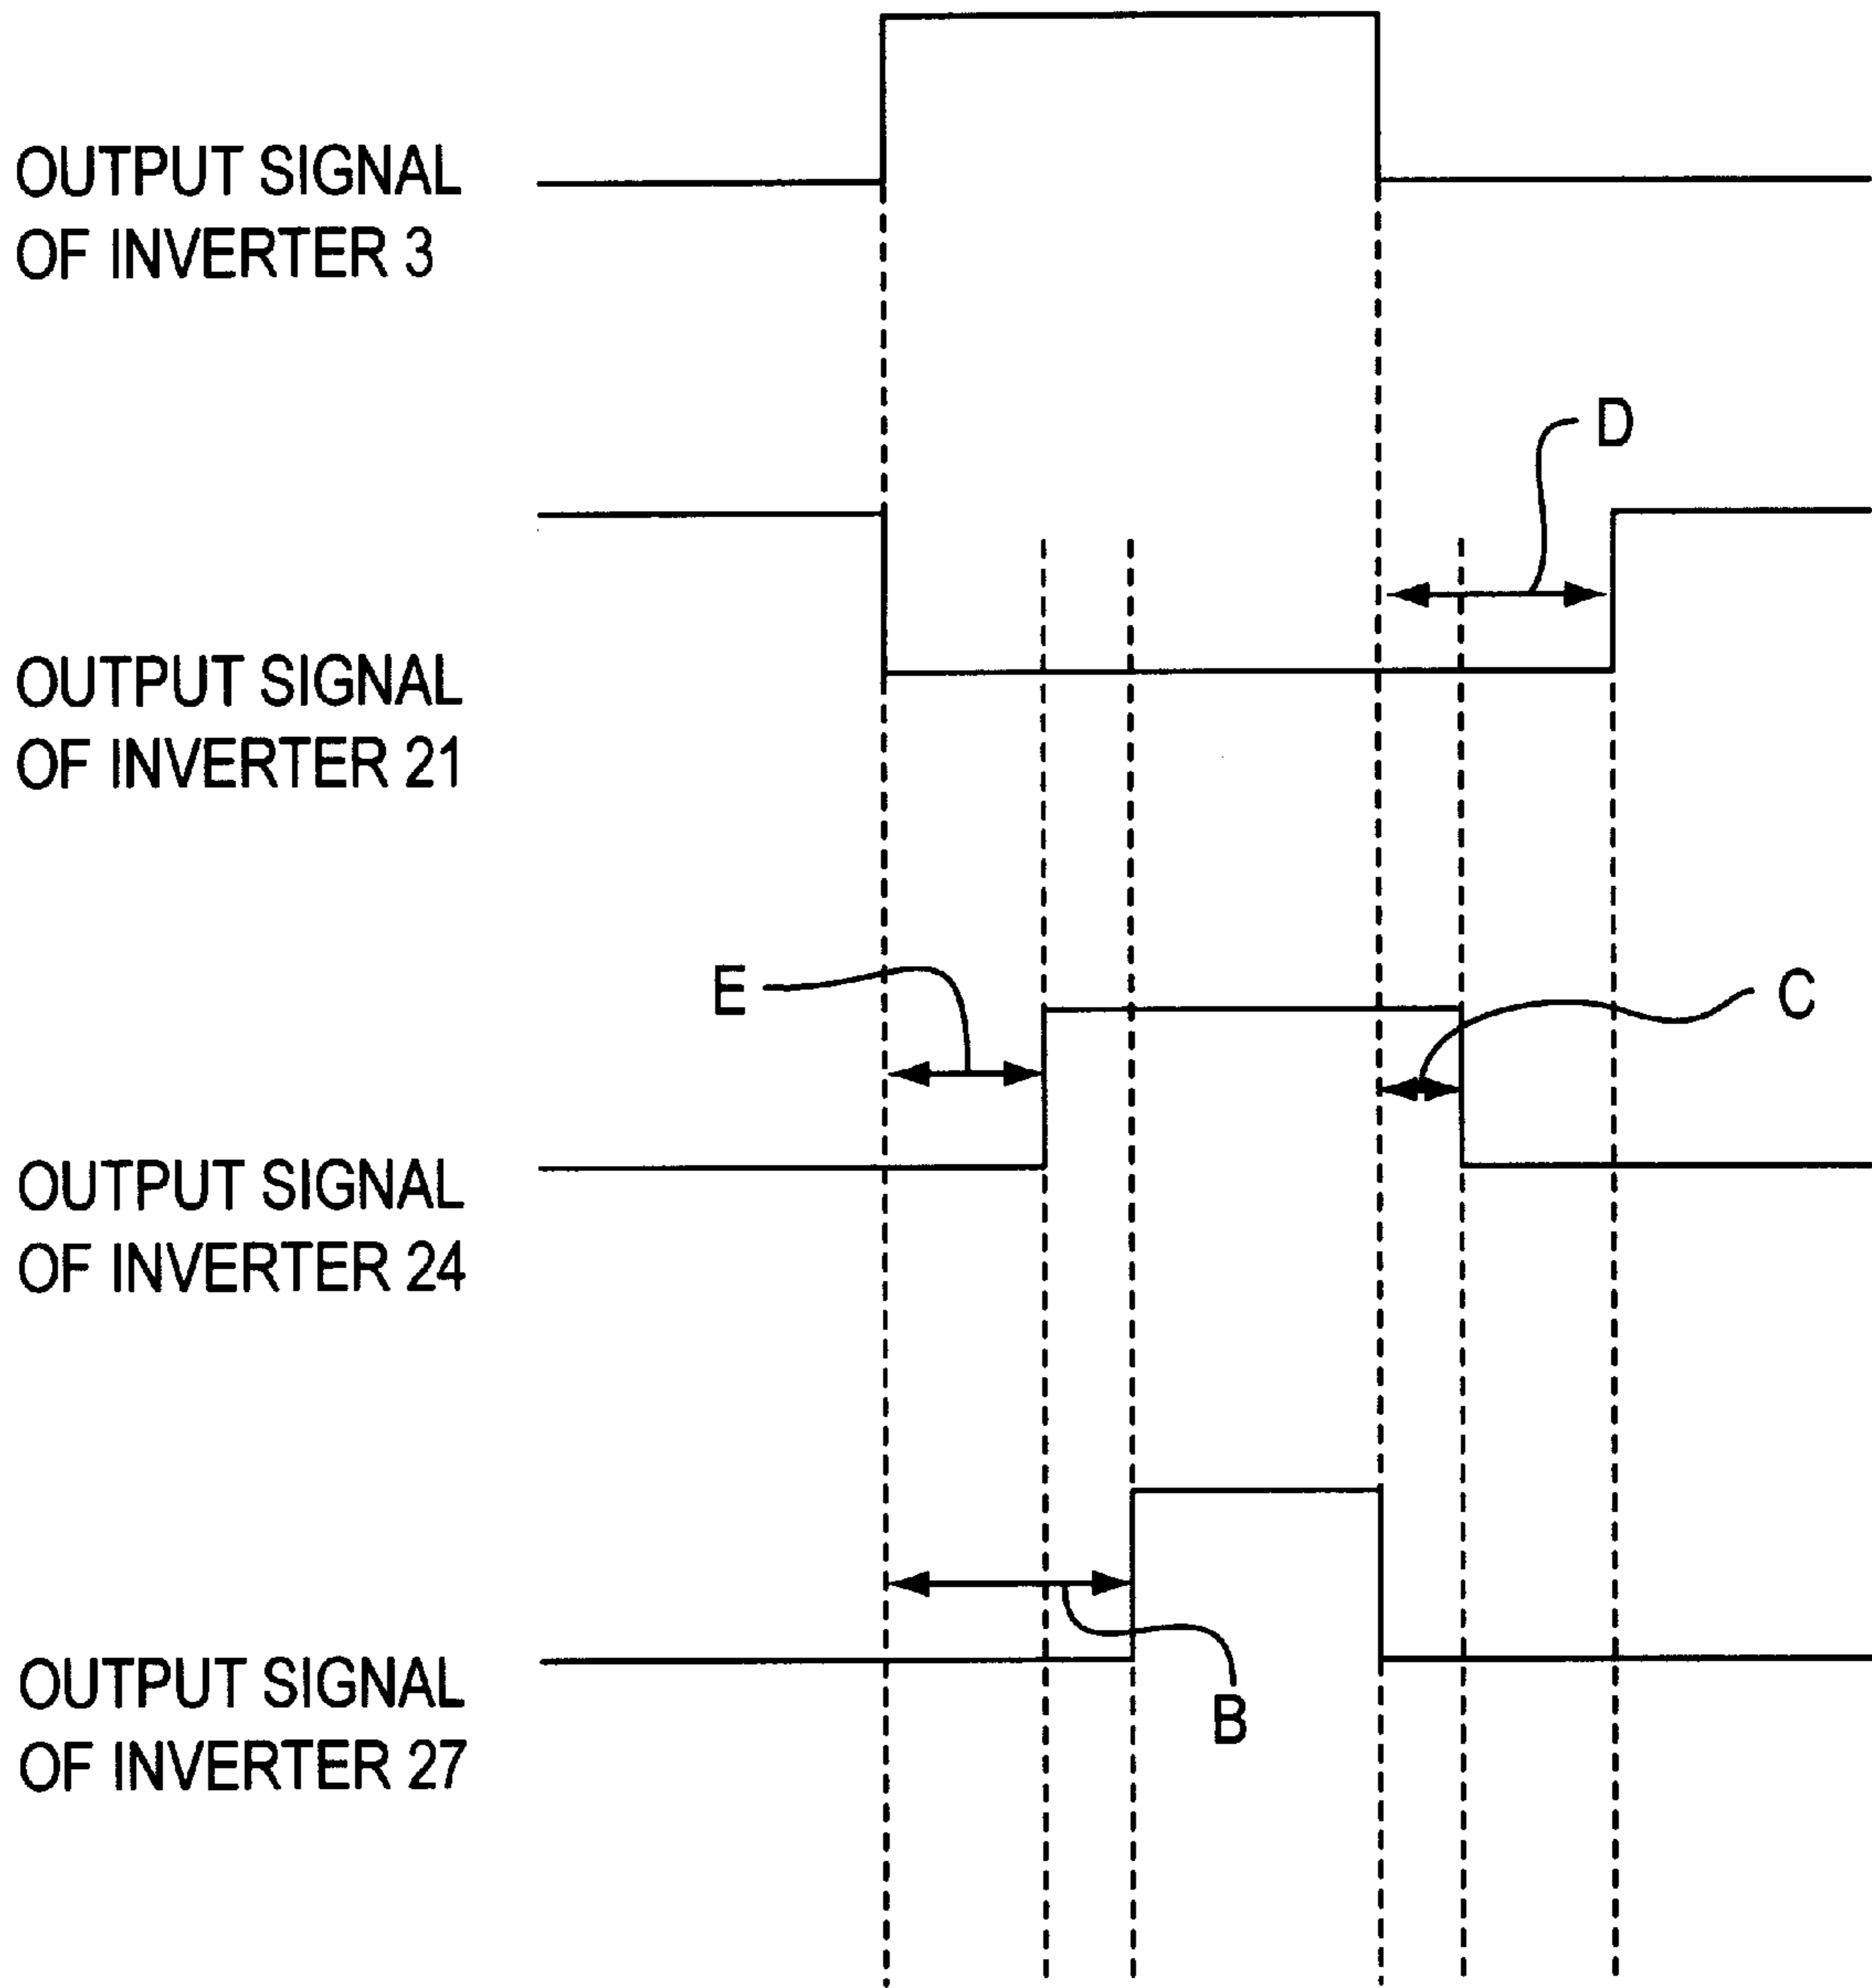 OUTPUT SIGNAL
OF INVERTER 3
D
OUTPUT SIGNAL
OF INVERTER 21
E
C
OUTPUT SIGNAL
OF INVERTER 24
OUTPUT SIGNAL
OF INVERTER 27
B